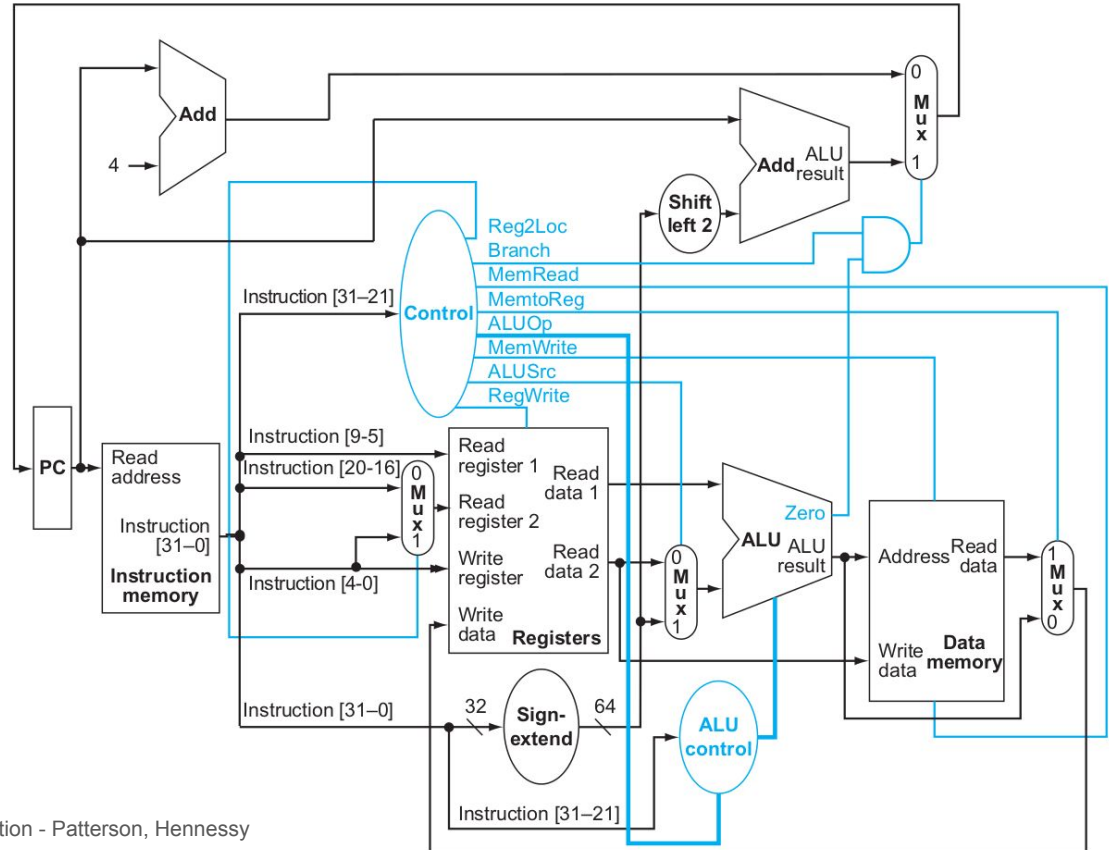 Add
4
0
Mux
1
Add
ALU
result
Shift
left 2
Reg2Loc
Branch
MemRead
MemtoReg
ALUOp
MemWrite
ALUSrc
RegWrite
Control
Instruction [31–21]
PC
Read
address
Instruction
[31–0]
Instruction
memory
Instruction [9-5]
Instruction [20-16]
Instruction [4-0]
0
Mux
1
Read
register 1
Read
register 2
Write
register
Write
data
Read
data 1
Read
data 2
Registers
0
Mux
1
Zero
ALU
ALU
result
Address
Read
data
Write
data
Data
memory
1
Mux
0
Instruction [31–0]
32
Sign-
extend
64
ALU
control
Instruction [31–21]
tion - Patterson, Hennessy